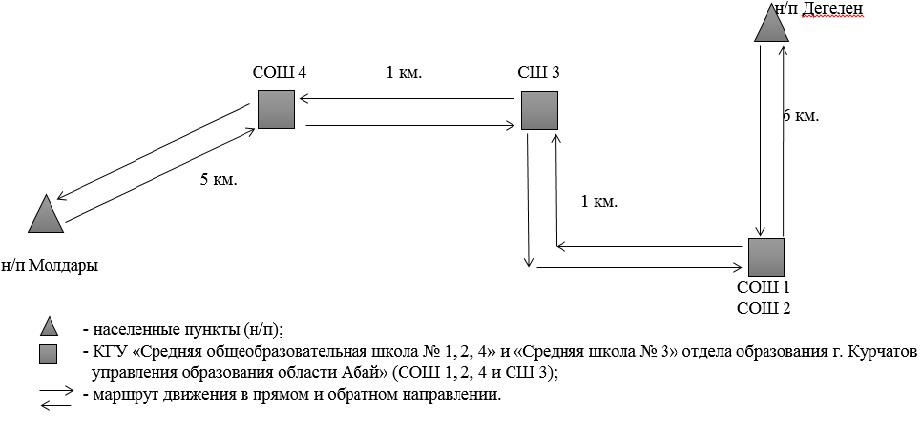 н/п Дегелен
СОШ 4
1 км.
СШ 3
6 км.
5 км.
1 км.
н/п Молдары
СОШ 1
СОШ 2
- населенные пункты (н/п);
- КГУ «Средняя общеобразовательная школа № 1, 2, 4» и «Средняя школа № 3» отдела образования г. Курчатов
управления образования области Абай» (СОШ 1, 2, 4 и СШ 3);
- маршрут движения в прямом и обратном направлении.